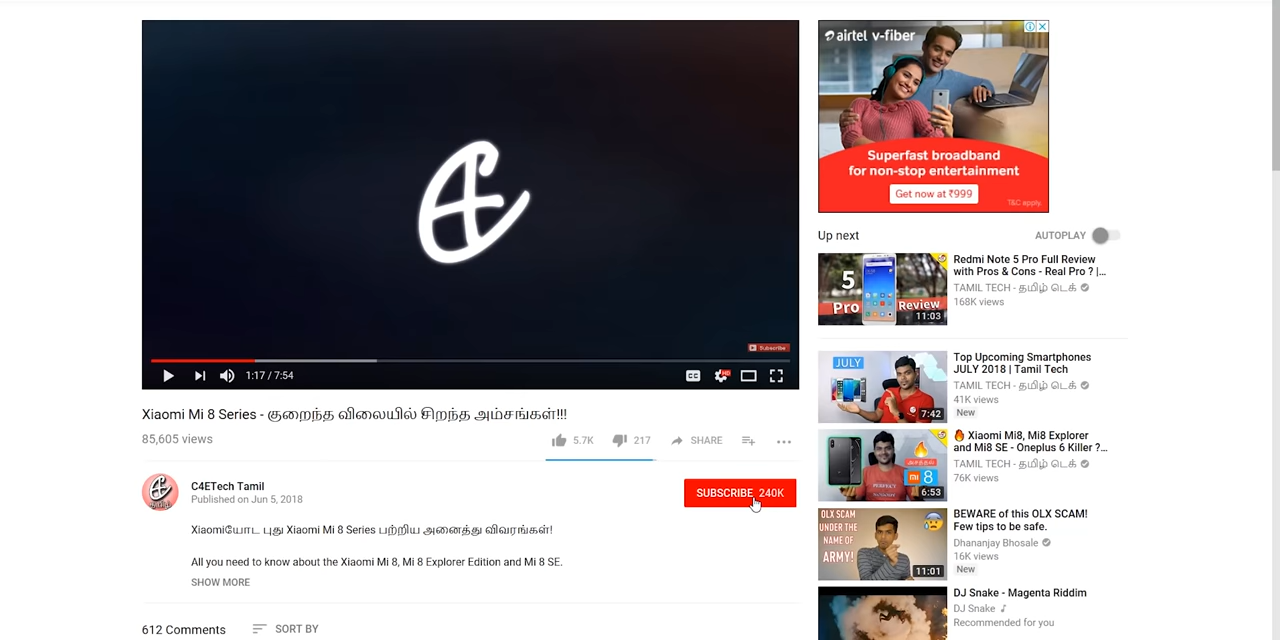 airtel v-fiber
Superfast broadband
for non-stop entertainment
Get now at ₹999
T&C apply.
Subscribe
1:17 / 7:54
CC
HD
Xiaomi Mi 8 Series - குறைந்த விலையில் சிறந்த அம்சங்கள்!!!
85,605 views
5.7K
217
SHARE
C4ETech Tamil
Published on Jun 5, 2018
SUBSCRIBE 240K
Xiaomiயோட புது Xiaomi Mi 8 Series பற்றிய அனைத்து விவரங்கள்!
All you need to know about the Xiaomi Mi 8, Mi 8 Explorer Edition and Mi 8 SE.
SHOW MORE
612 Comments
SORT BY
Up next
AUTOPLAY
5
Pro Review
11:03
Redmi Note 5 Pro Full Review
with Pros & Cons - Real Pro ? |...
TAMIL TECH - தமிழ் டெக்
168K views
JULY
7:42
Top Upcoming Smartphones
JULY 2018 | Tamil Tech
TAMIL TECH - தமிழ் டெக்
41K views
New
PERFECT
8
6:53
🔥 Xiaomi Mi8, Mi8 Explorer
and Mi8 SE - Oneplus 6 Killer ?...
TAMIL TECH - தமிழ் டெக்
76K views
OLX SCAM
UNDER THE
NAME OF
ARMY!
11:01
BEWARE of this OLX SCAM!
Few tips to be safe.
Dhananjay Bhosale
16K views
New
DJ Snake - Magenta Riddim
DJ Snake
Recommended for you